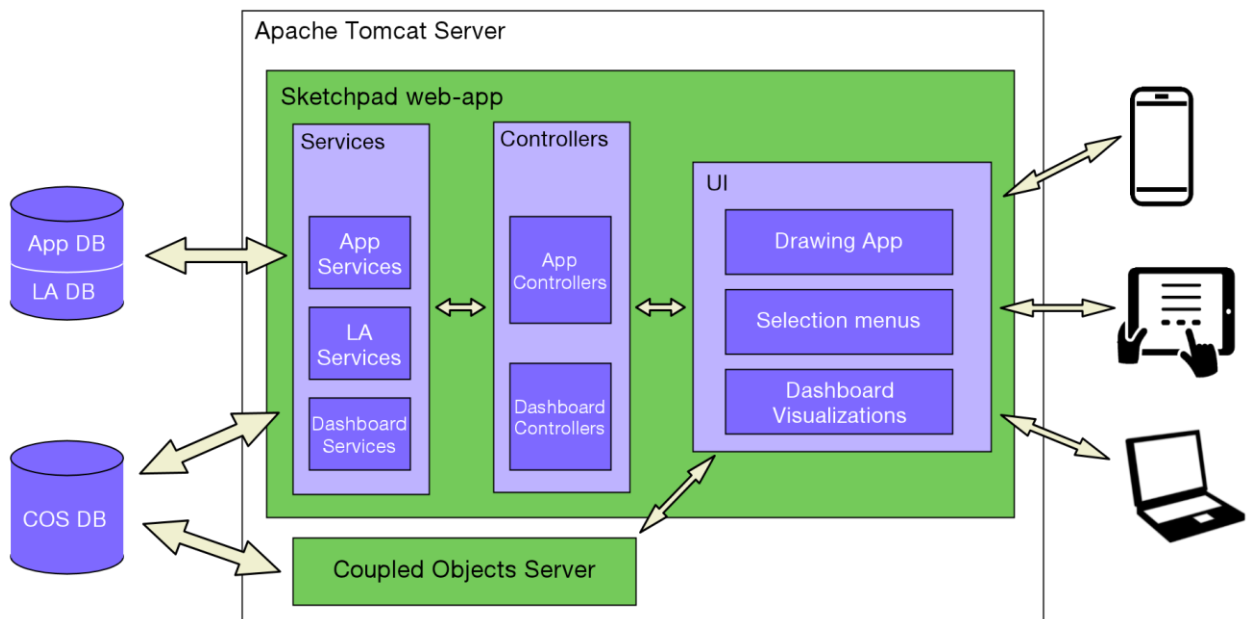 Apache Tomcat Server
Sketchpad web-app
Services
App
Services
LA
Services
Dashboard
Services
Controllers
App
Controllers
Dashboard
Controllers
UI
Drawing App
Selection menus
Dashboard
Visualizations
App DB
LA DB
COS DB
Coupled Objects Server